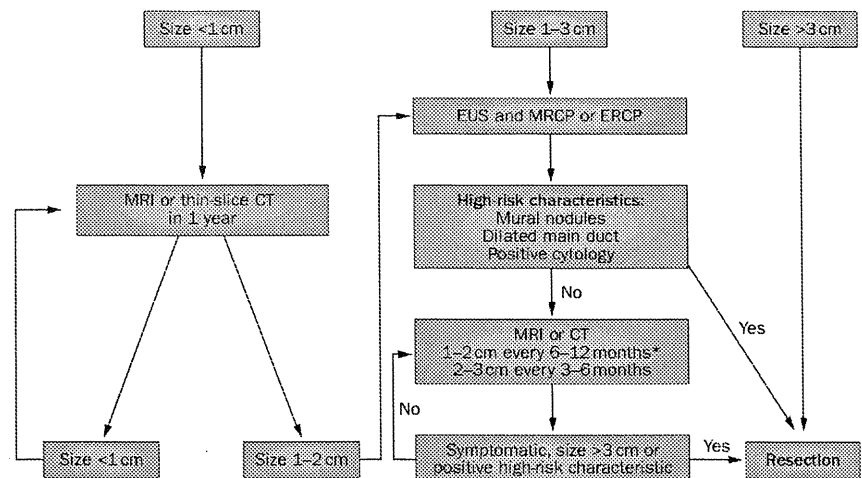 Size <1 cm
Size 1–3 cm
Size >3 cm
EUS and MRCP or ERCP
MRI or thin-slice CT
in 1 year
High-risk characteristics:
Mural nodules
Dilated main duct
Positive cytology
No
Yes
MRI or CT
1–2 cm every 6–12 months*
2–3 cm every 3–6 months
No
Size <1 cm
Size 1–2 cm
Symptomatic, size >3 cm or
positive high-risk characteristic
Yes
Resection